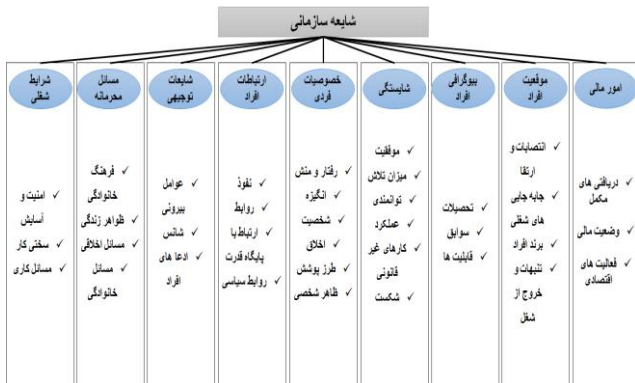 شایعه سازمانی
امور مالی
دریافتی های
مکمل
وضعیت مالی
فعالیت های
اقتصادی
موقعیت
افراد
انتصابات و
ارتقا
جابه جایی
های شغلی
برند افراد
تنبیهات و
خروج از
شغل
بیوگرافی
افراد
تحصیلات
سوابق
قابلیت ها
شایستگی
موفقیت
میزان تلاش
توانمندی
عملکرد
کارهای غیر
قانونی
شکست
خصوصیات
فردی
رفتار و منش
انگیزه
شخصیت
اخلاق
طرز پوشش
ظاهر شخصی
ارتباطات
افراد
نفوذ
روابط
ارتباط با
پایگاه قدرت
روابط سیاسی
شایعات
توجیهی
عوامل
بیرونی
شانس
ادعا های
افراد
مسائل
محرمانه
فرهنگ
خانوادگی
ظواهر زندگی
مسائل اخلاقی
مسائل
خانوادگی
شرایط
شغلی
امنیت و
آسایش
سختی کار
مسائل کاری